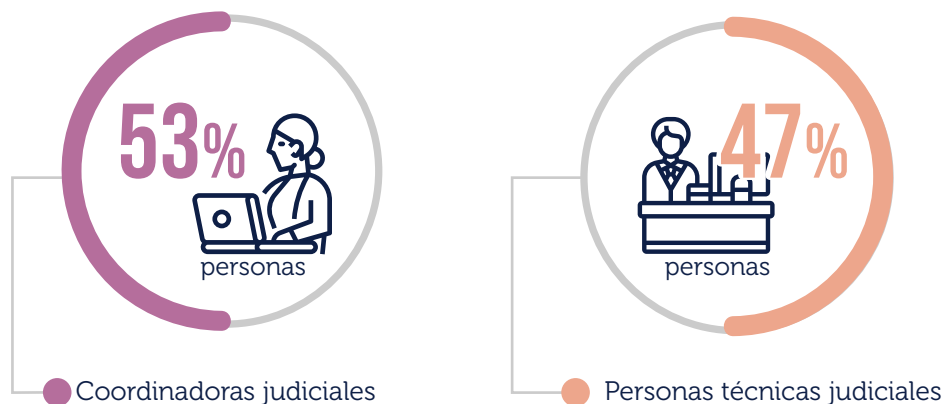 53%
personas
Coordinadoras judiciales
47%
personas
Personas técnicas judiciales